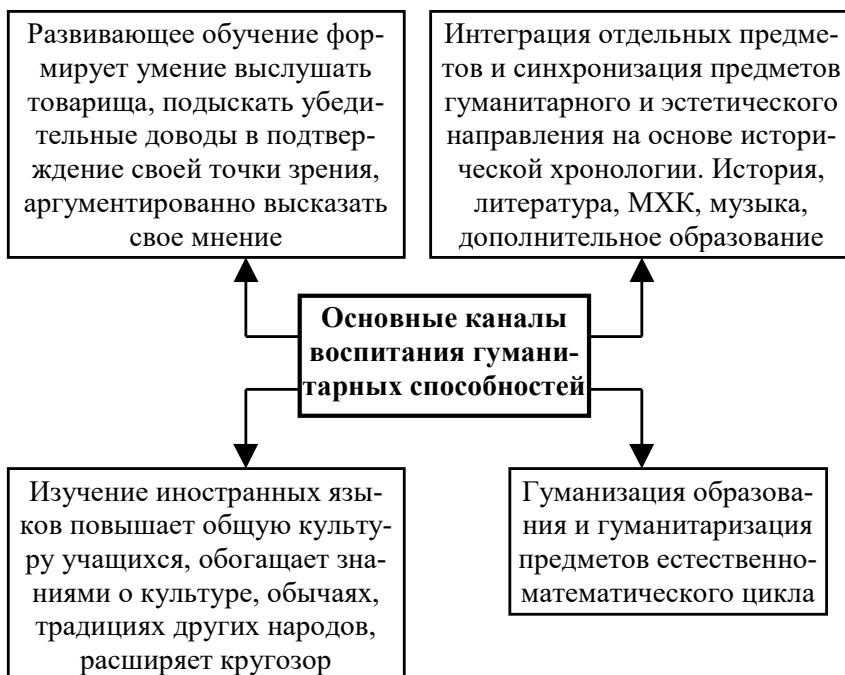 Развивающее обучение фор-
мирует умение выслушать
товарища, подыскать убеди-
тельные доводы в подтвер-
ждение своей точки зрения,
аргументированно высказать
свое мнение
Интеграция отдельных предме-
тов и синхронизация предметов
гуманитарного и эстетического
направления на основе истори-
ческой хронологии. История,
литература, МХК, музыка,
дополнительное образование
Основные каналы
воспитания гумани-
тарных способностей
Изучение иностранных язы-
ков повышает общую культу-
ру учащихся, обогащает зна-
ниями о культуре, обычаях,
традициях других народов,
расширяет кругозор
Гуманизация образова-
ния и гуманитаризация
предметов естественно-
математического цикла